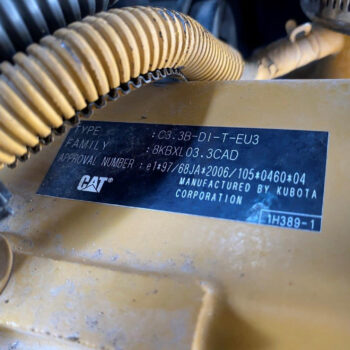 TYPE : C3.3B-DI-T-EU3
FAMILY : 8KBXL03.3CAD
APPROVAL NUMBER : e1*97/68JA*2006/105*0460*04
CAT MANUFACTURED BY KUBOTA
CORPORATION
1H389-1